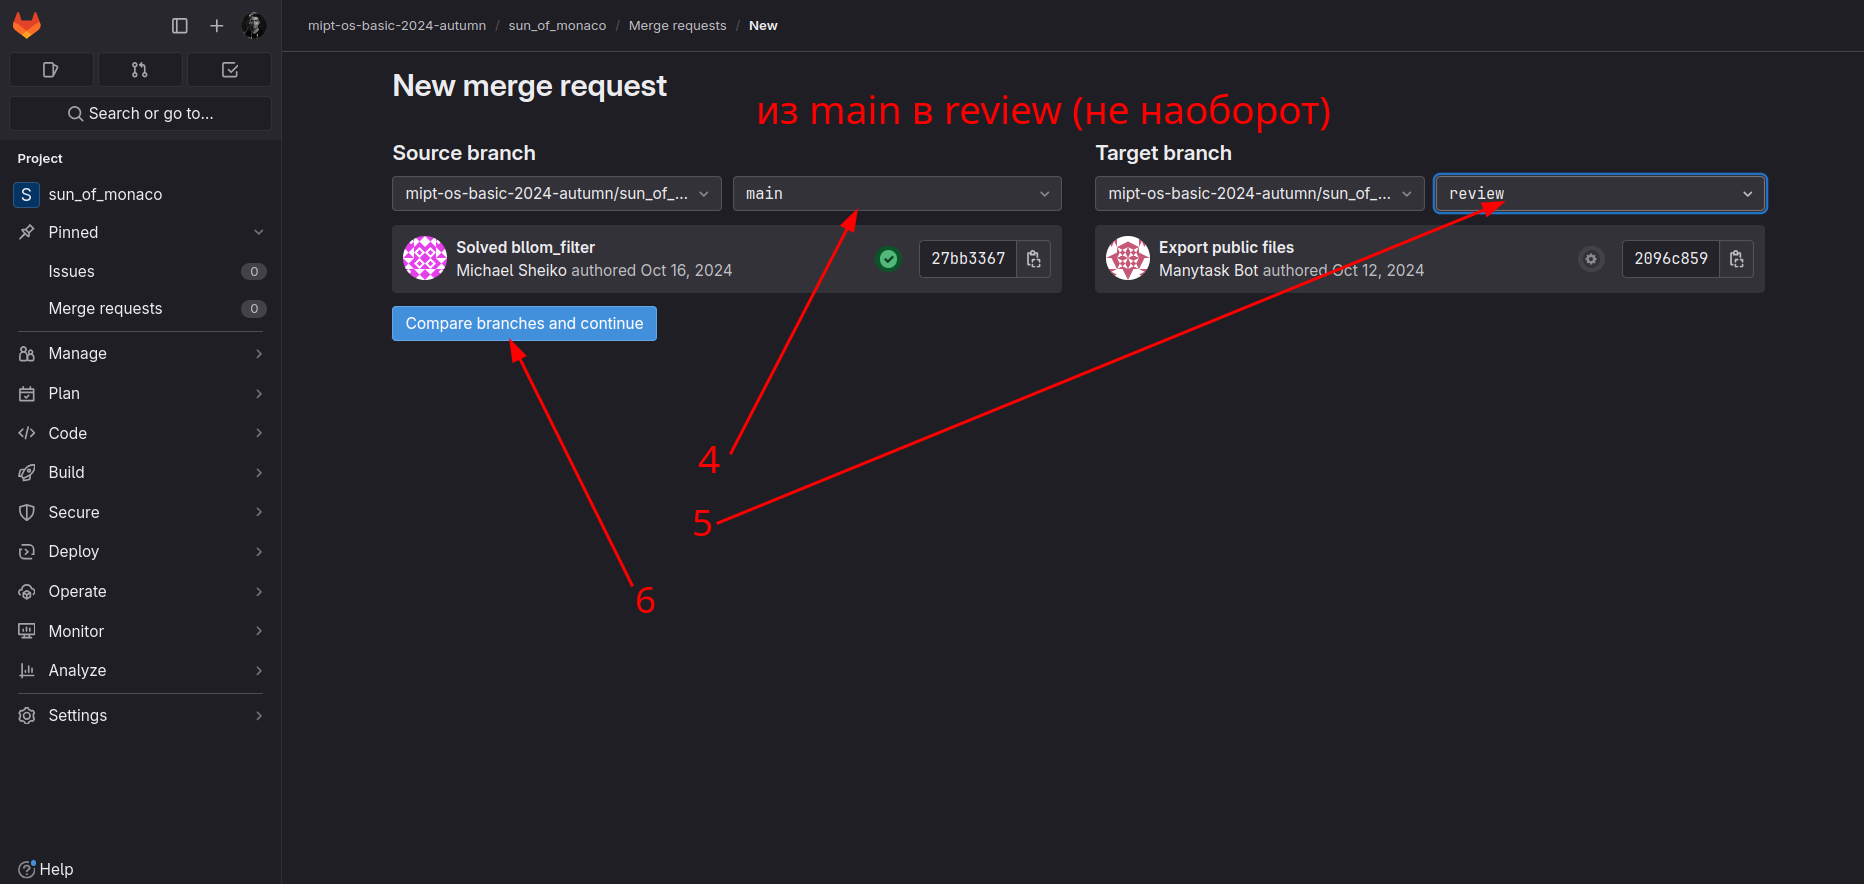 mipt-os-basic-2024-autumn / sun_of_monaco / Merge requests / New
Search or go to...
Project
S sun_of_monaco
Pinned
Issues 0
Merge requests 0
Manage
Plan
Code
Build
Secure
Deploy
Operate
Monitor
Analyze
Settings
Help
New merge request
из main в review (не наоборот)
Source branch
mipt-os-basic-2024-autumn/sun_of_... main
Solved bllom_filter
Michael Sheiko authored Oct 16, 2024
27bb3367
Target branch
mipt-os-basic-2024-autumn/sun_of_... review
Export public files
Manytask Bot authored Oct 12, 2024
2096c859
Compare branches and continue
4
5
6